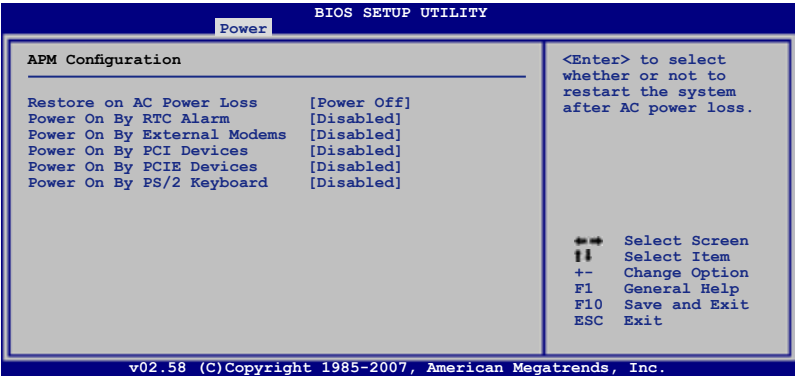 BIOS SETUP UTILITY
Power
APM Configuration
Restore on AC Power Loss [Power Off]
Power On By RTC Alarm [Disabled]
Power On By External Modems [Disabled]
Power On By PCI Devices [Disabled]
Power On By PCIE Devices [Disabled]
Power On By PS/2 Keyboard [Disabled]
<Enter> to select
whether or not to
restart the system
after AC power loss.
←→ Select Screen
↑↓ Select Item
+- Change Option
F1 General Help
F10 Save and Exit
ESC Exit
v02.58 (C)Copyright 1985-2007, American Megatrends, Inc.